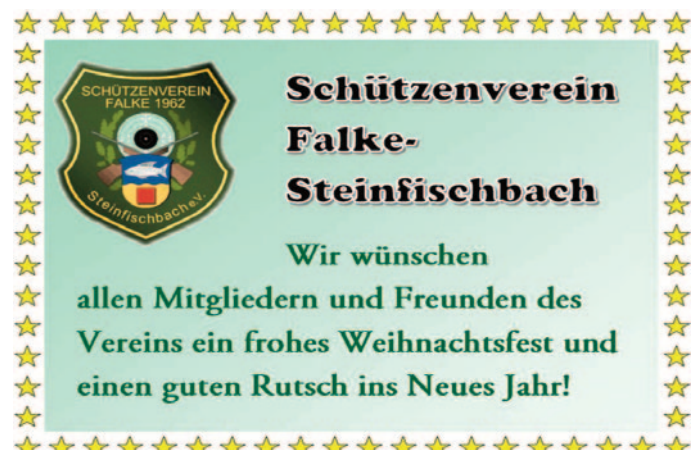 SCHÜTZENVEREIN
FALKE 1962
Steinfischbach e.V.
Schützenverein
Falke-
Steinfischbach
Wir wünschen
allen Mitgliedern und Freunden des
Vereins ein frohes Weihnachtsfest und
einen guten Rutsch ins Neues Jahr!